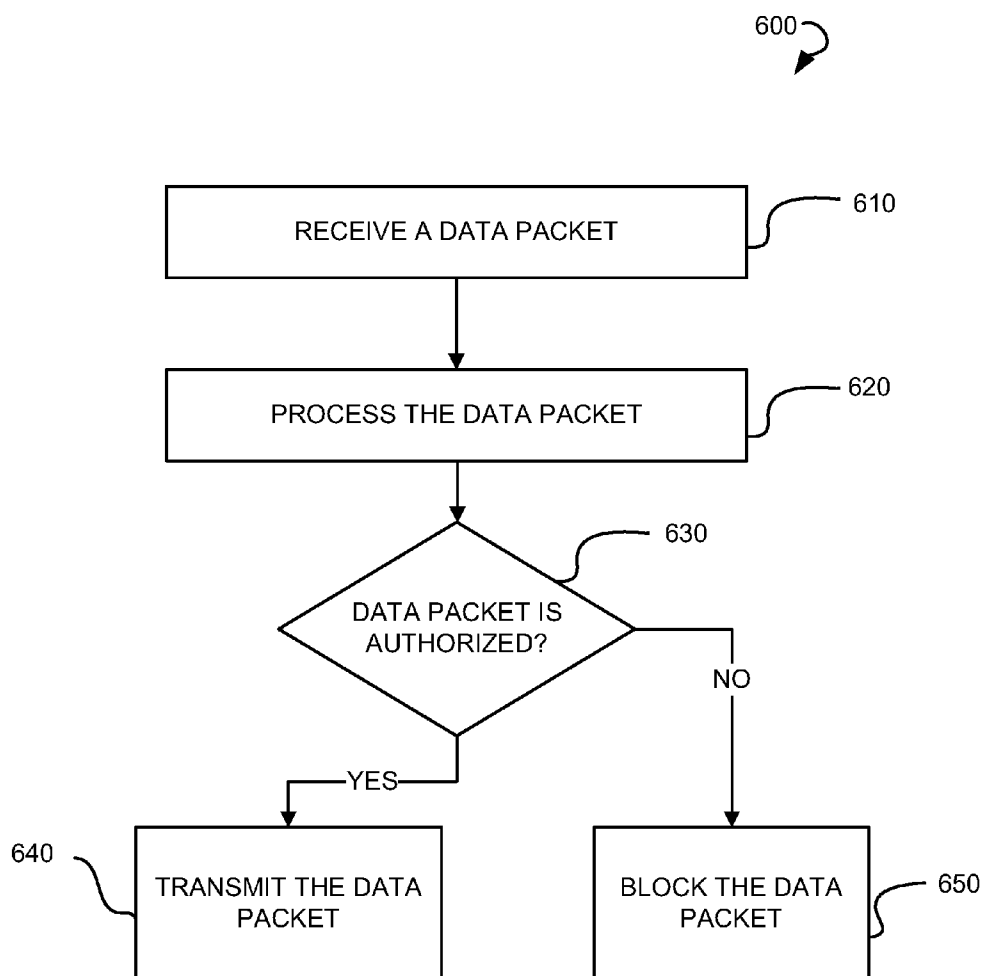 600
RECEIVE A DATA PACKET
610
PROCESS THE DATA PACKET
620
630
DATA PACKET IS
AUTHORIZED?
NO
YES
640
TRANSMIT THE DATA
PACKET
BLOCK THE DATA
PACKET
650